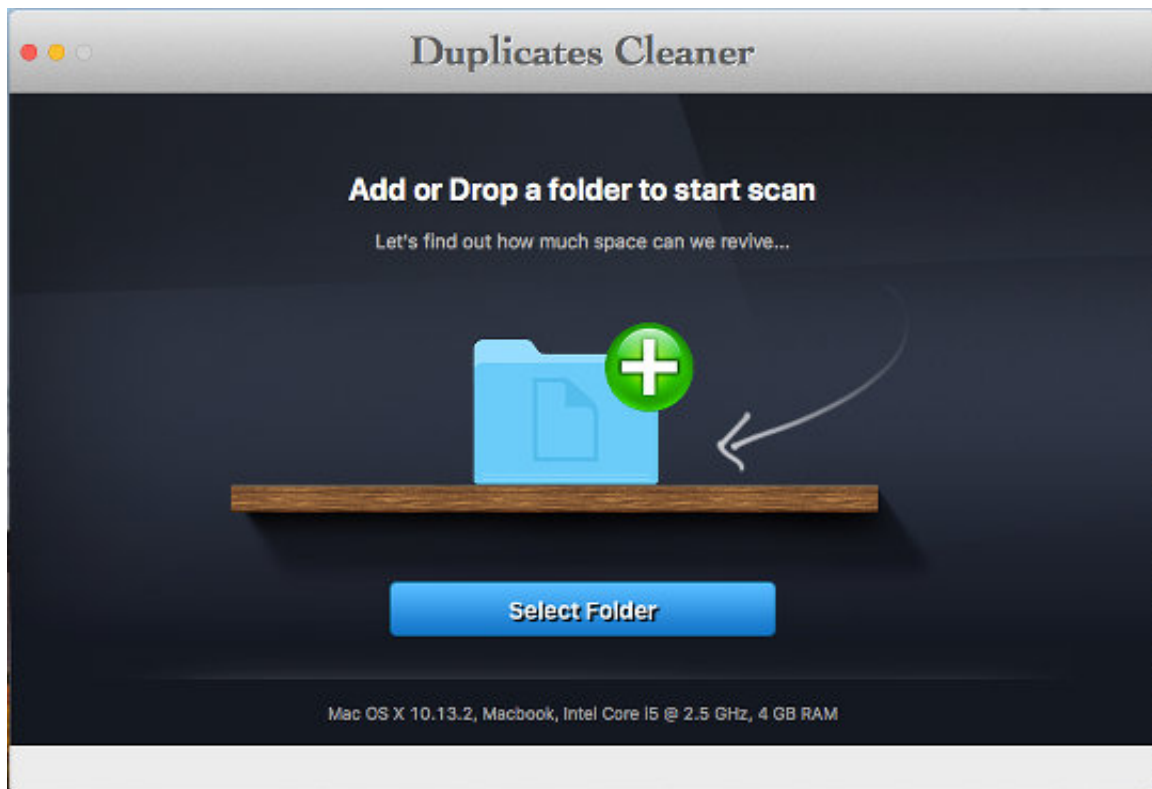 Duplicates Cleaner
Add or Drop a folder to start scan
Let's find out how much space can we revive...
Select Folder
Mac OS X 10.13.2, Macbook, Intel Core i5 @ 2.5 GHz, 4 GB RAM